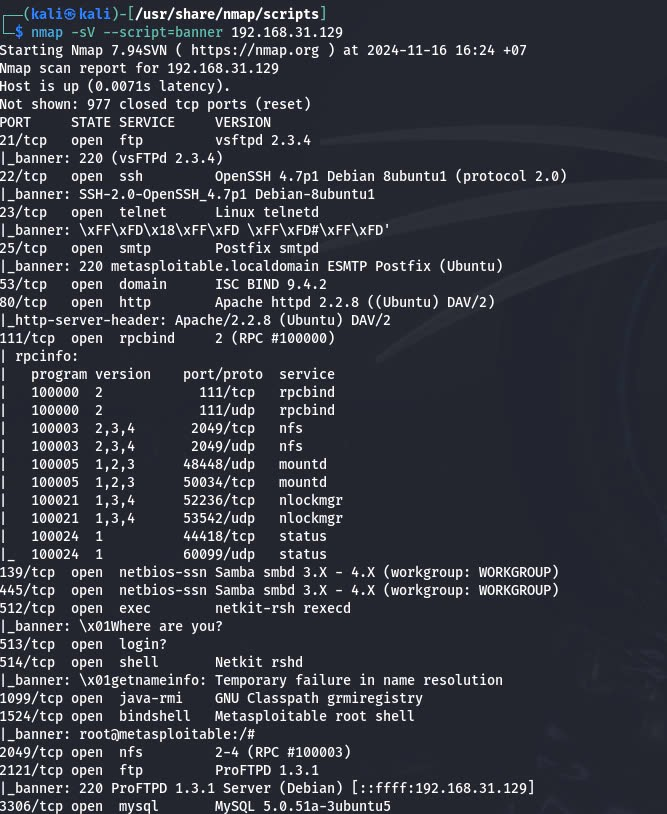 ┌──(kali㉿kali)-[/usr/share/nmap/scripts]
└─$ nmap -sV --script=banner 192.168.31.129
Starting Nmap 7.94SVN ( https://nmap.org ) at 2024-11-16 16:24 +07
Nmap scan report for 192.168.31.129
Host is up (0.0071s latency).
Not shown: 977 closed tcp ports (reset)
PORT     STATE SERVICE     VERSION
21/tcp   open  ftp         vsftpd 2.3.4
|_banner: 220 (vsFTPd 2.3.4)
22/tcp   open  ssh         OpenSSH 4.7p1 Debian 8ubuntu1 (protocol 2.0)
|_banner: SSH-2.0-OpenSSH_4.7p1 Debian-8ubuntu1
23/tcp   open  telnet      Linux telnetd
|_banner: \xFF\xFD\x18\xFF\xFD \xFF\xFD#\xFF\xFD'
25/tcp   open  smtp        Postfix smtpd
|_banner: 220 metasploitable.localdomain ESMTP Postfix (Ubuntu)
53/tcp   open  domain      ISC BIND 9.4.2
80/tcp   open  http        Apache httpd 2.2.8 ((Ubuntu) DAV/2)
|_http-server-header: Apache/2.2.8 (Ubuntu) DAV/2
111/tcp  open  rpcbind     2 (RPC #100000)
| rpcinfo:
|   program version    port/proto  service
|   100000  2            111/tcp   rpcbind
|   100000  2            111/udp   rpcbind
|   100003  2,3,4       2049/tcp   nfs
|   100003  2,3,4       2049/udp   nfs
|   100005  1,2,3      48448/udp   mountd
|   100005  1,2,3      50034/tcp   mountd
|   100021  1,3,4      52236/tcp   nlockmgr
|   100021  1,3,4      53542/udp   nlockmgr
|   100024  1          44418/tcp   status
|_  100024  1          60099/udp   status
139/tcp  open  netbios-ssn Samba smbd 3.X - 4.X (workgroup: WORKGROUP)
445/tcp  open  netbios-ssn Samba smbd 3.X - 4.X (workgroup: WORKGROUP)
512/tcp  open  exec        netkit-rsh rexecd
|_banner: \x01Where are you?
513/tcp  open  login?
514/tcp  open  shell       Netkit rshd
|_banner: \x01getnameinfo: Temporary failure in name resolution
1099/tcp open  java-rmi    GNU Classpath grmiregistry
1524/tcp open  bindshell   Metasploitable root shell
|_banner: root@metasploitable:/#
2049/tcp open  nfs         2-4 (RPC #100003)
2121/tcp open  ftp         ProFTPD 1.3.1
|_banner: 220 ProFTPD 1.3.1 Server (Debian) [::ffff:192.168.31.129]
3306/tcp open  mysql       MySQL 5.0.51a-3ubuntu5